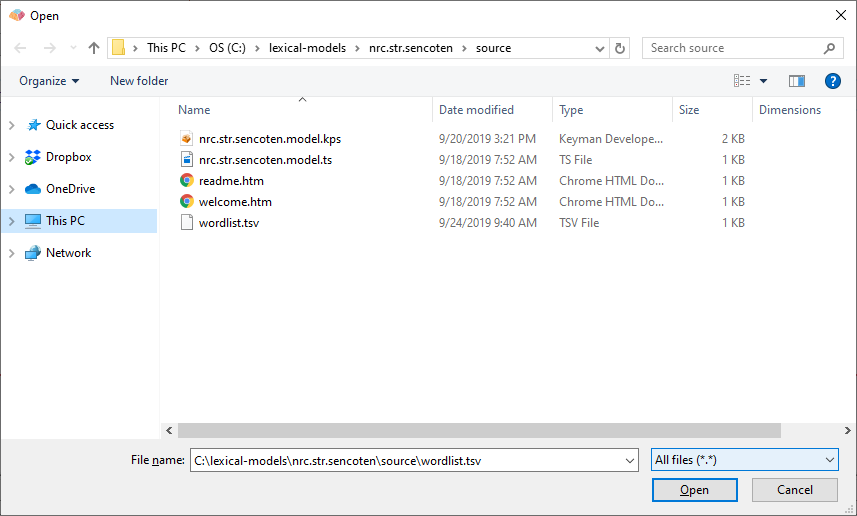 Open
This PC OS (C:) lexical-models nrc.str.sencoten source Search source
Organize New folder ?
Name Date modified Type Size Dimensions
Quick access
Dropbox
OneDrive
This PC
Network
nrc.str.sencoten.model.kps 9/20/2019 3:21 PM Keyman Develope... 2 KB
nrc.str.sencoten.model.ts 9/18/2019 7:52 AM TS File 1 KB
readme.htm 9/18/2019 7:52 AM Chrome HTML Do... 1 KB
welcome.htm 9/18/2019 7:52 AM Chrome HTML Do... 1 KB
wordlist.tsv 9/24/2019 9:40 AM TSV File 1 KB
File name: C:\lexical-models\nrc.str.sencoten\source\wordlist.tsv All files (*.*)
Open Cancel